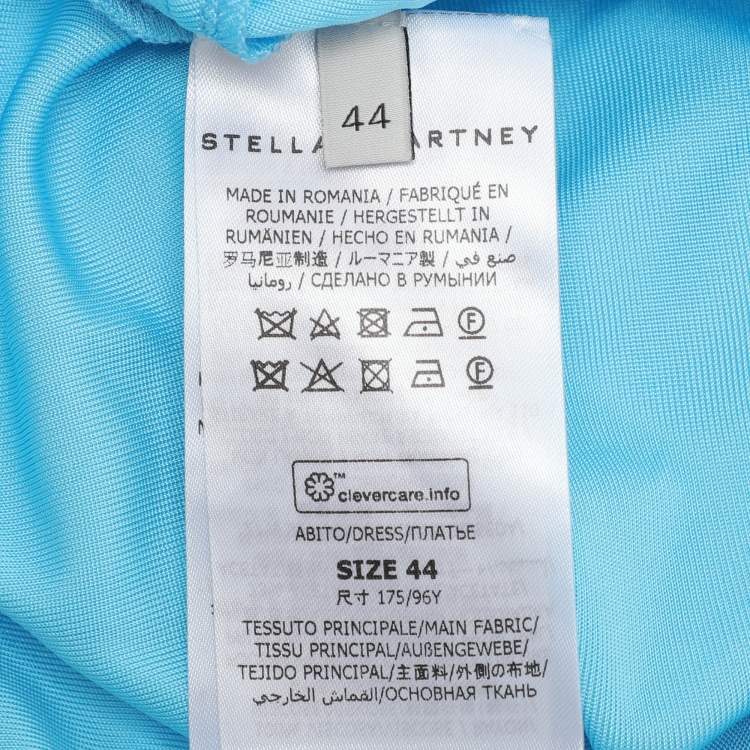 44
STELLA
ARTNEY
MADE IN ROMANIA / FABRIQUÉ EN
ROUMANIE / HERGESTELLT IN
RUMÄNIEN / HECHO EN RUMANIA /
罗马尼亚制造 / ルーマニア製 / صنع في
رومانيا / СДЕЛАНО В РУМЫНИИ
F
F
™
clevercare.info
ABITO/DRESS/ПЛАТЬЕ
SIZE 44
尺寸 175/96Y
TESSUTO PRINCIPALE/MAIN FABRIC/
TISSU PRINCIPAL/AUßENGEWEBE/
TEJIDO PRINCIPAL/主面料/外側の布地/
القماش الخارجي/ОСНОВНАЯ ТКАНЬ